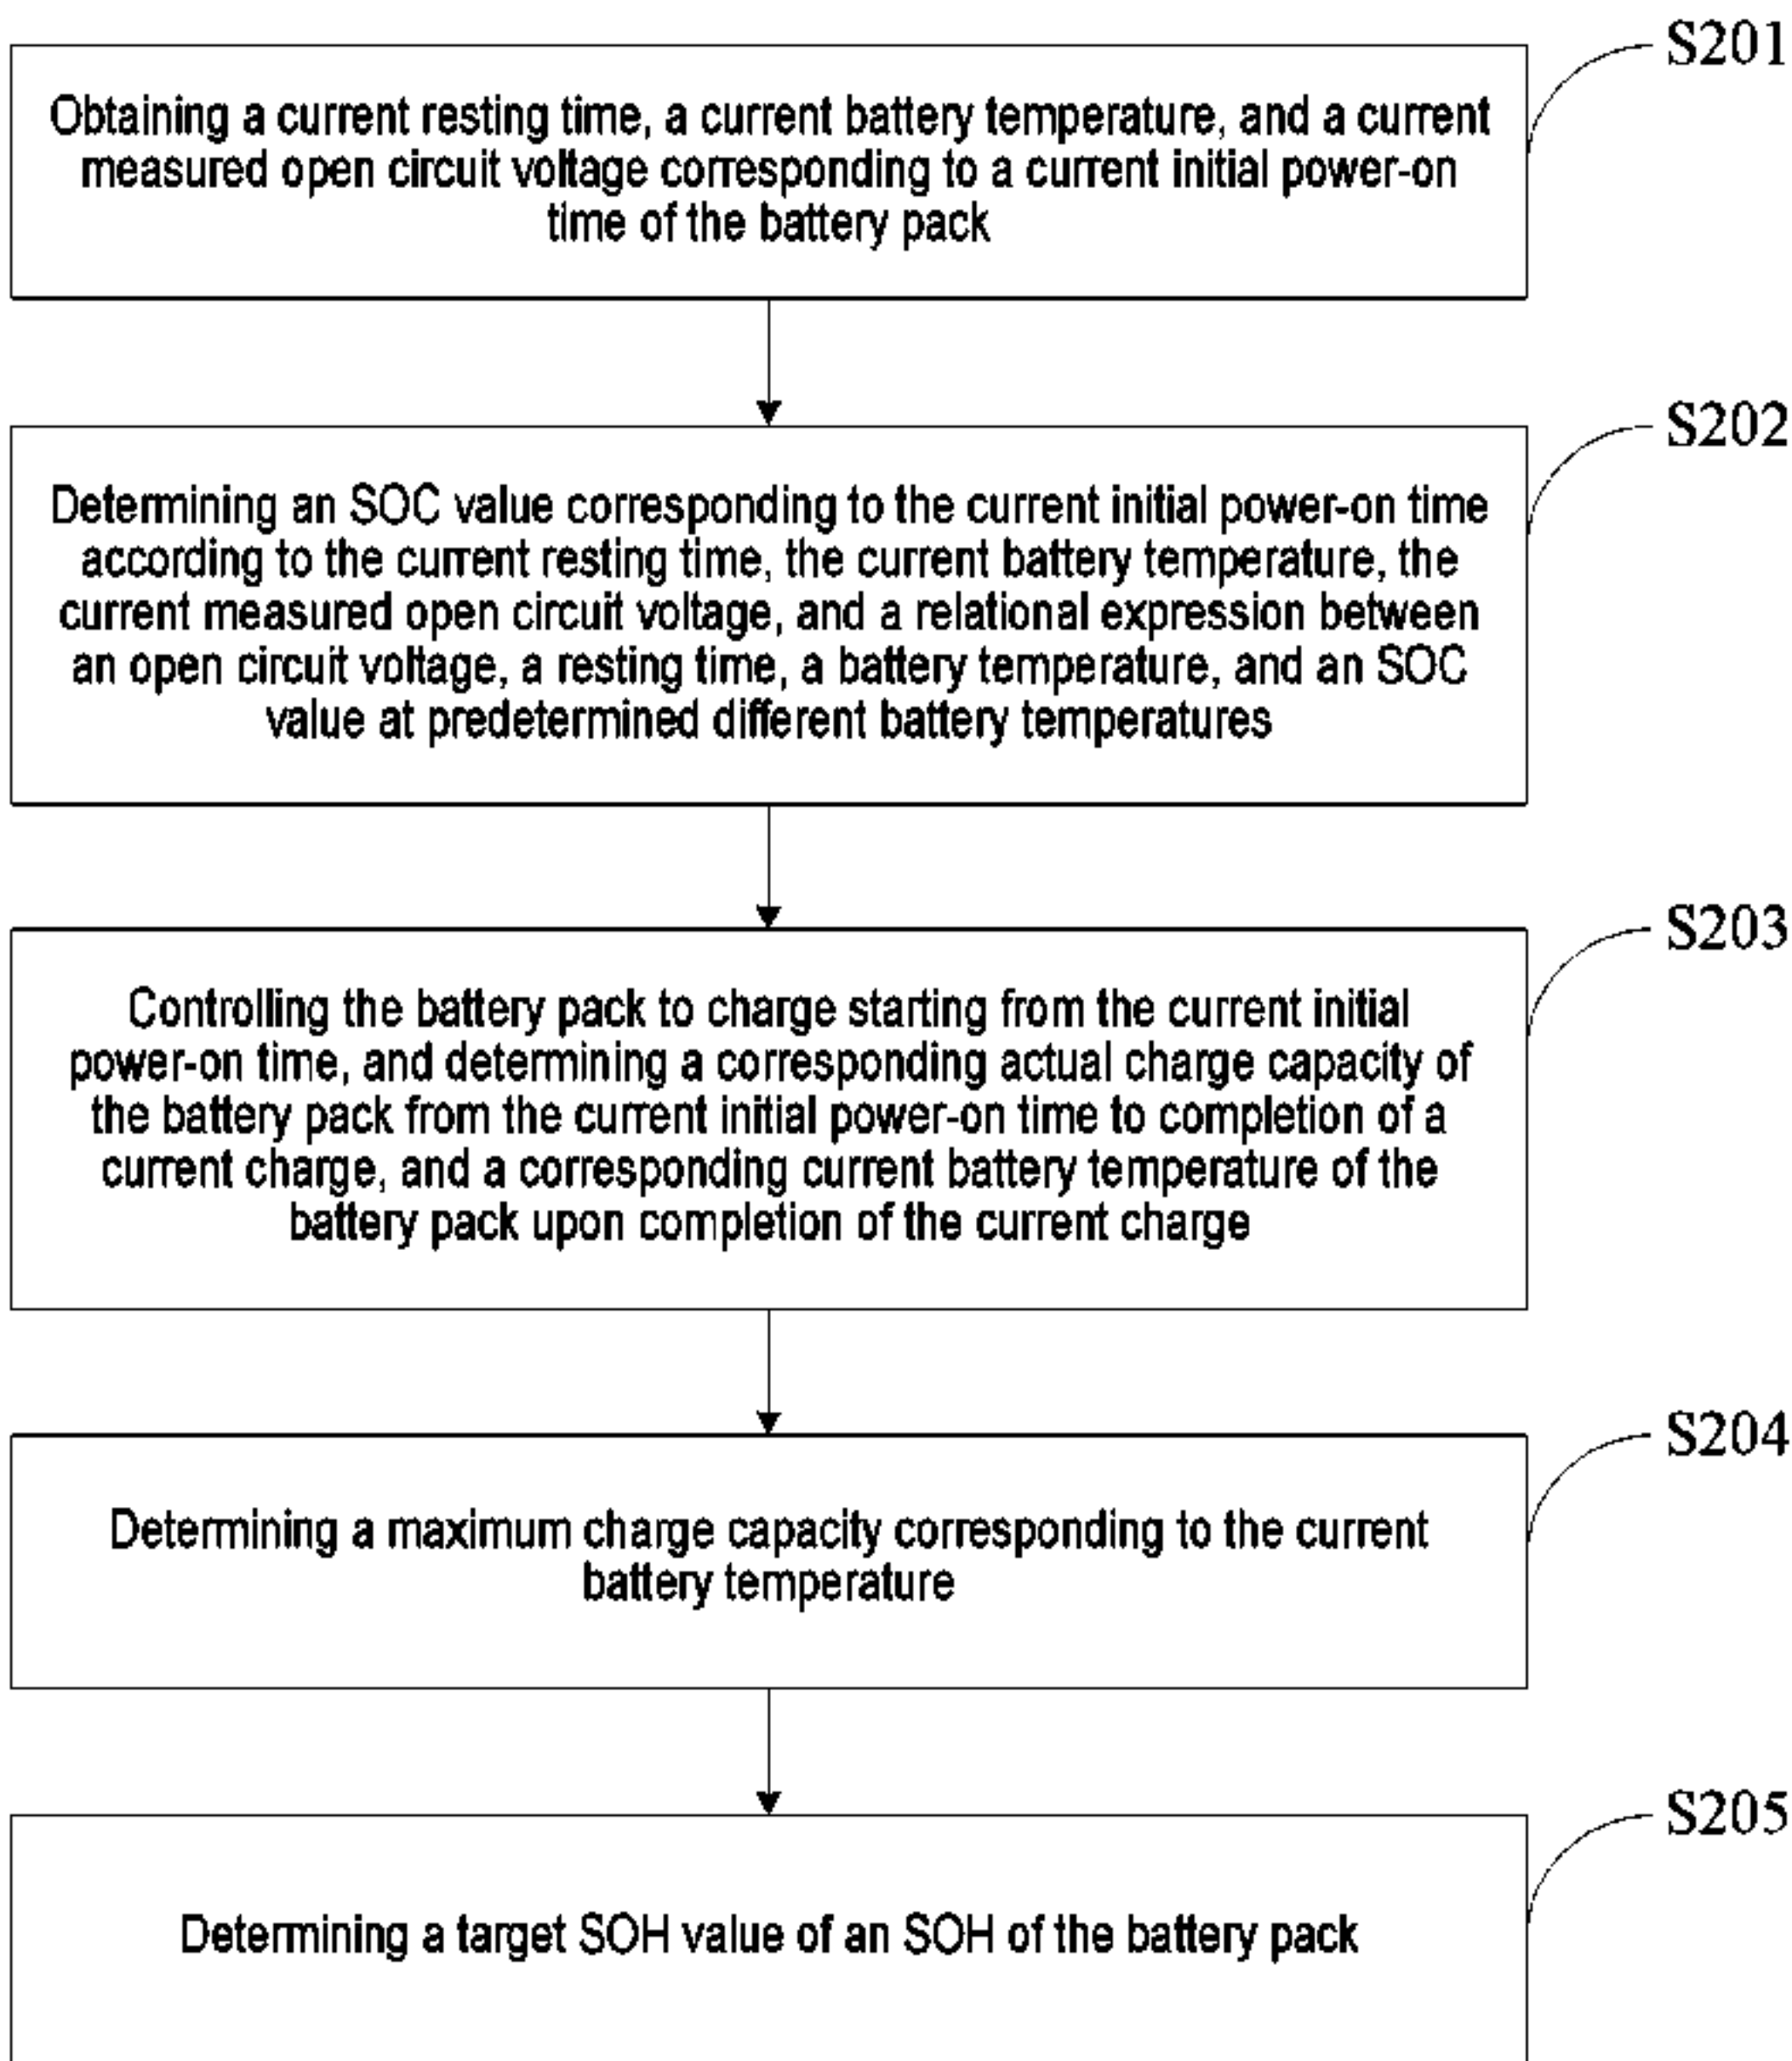 S201
Obtaining a current resting time, a current battery temperature, and a current
measured open circuit voltage corresponding to a current initial power-on
time of the battery pack
S202
Determining an SOC value corresponding to the current initial power-on time
according to the current resting time, the current battery temperature, the
current measured open circuit voltage, and a relational expression between
an open circuit voltage, a resting time, a battery temperature, and an SOC
value at predetermined different battery temperatures
S203
Controlling the battery pack to charge starting from the current initial
power-on time, and determining a corresponding actual charge capacity of
the battery pack from the current initial power-on time to completion of a
current charge, and a corresponding current battery temperature of the
battery pack upon completion of the current charge
S204
Determining a maximum charge capacity corresponding to the current
battery temperature
S205
Determining a target SOH value of an SOH of the battery pack